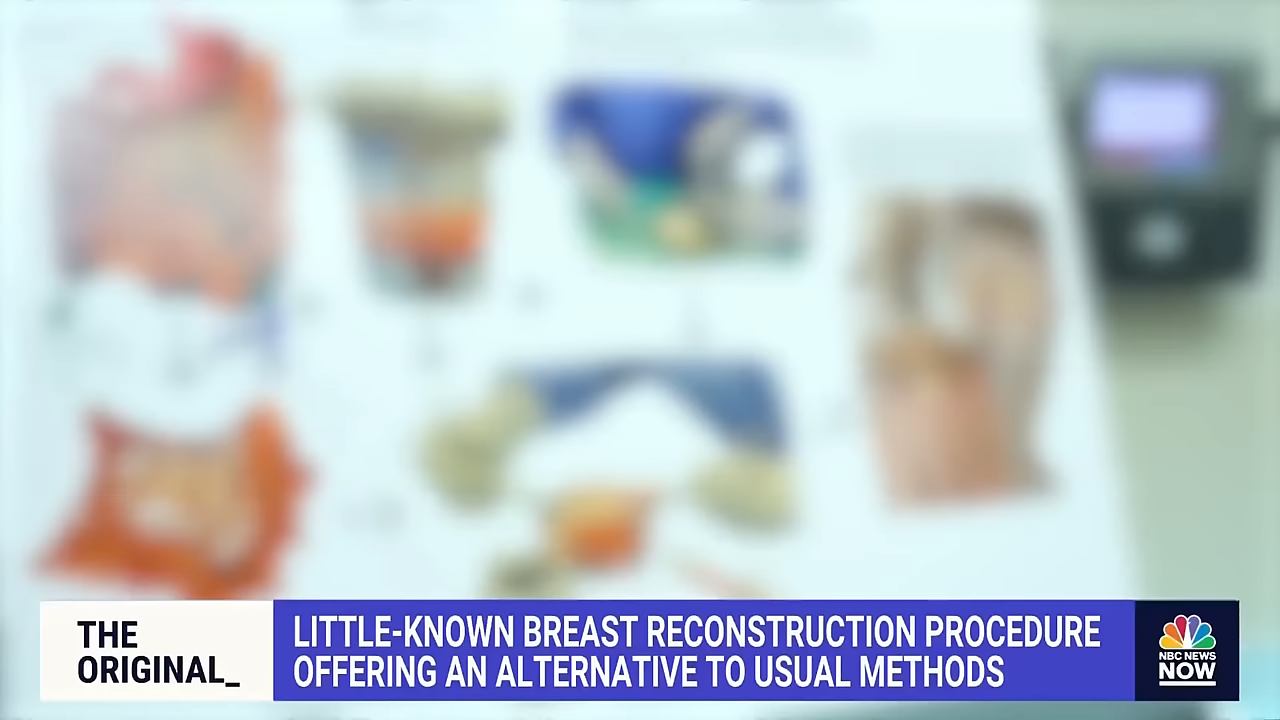 THE
ORIGINAL_
LITTLE-KNOWN BREAST RECONSTRUCTION PROCEDURE
OFFERING AN ALTERNATIVE TO USUAL METHODS
NBC NEWS
NOW